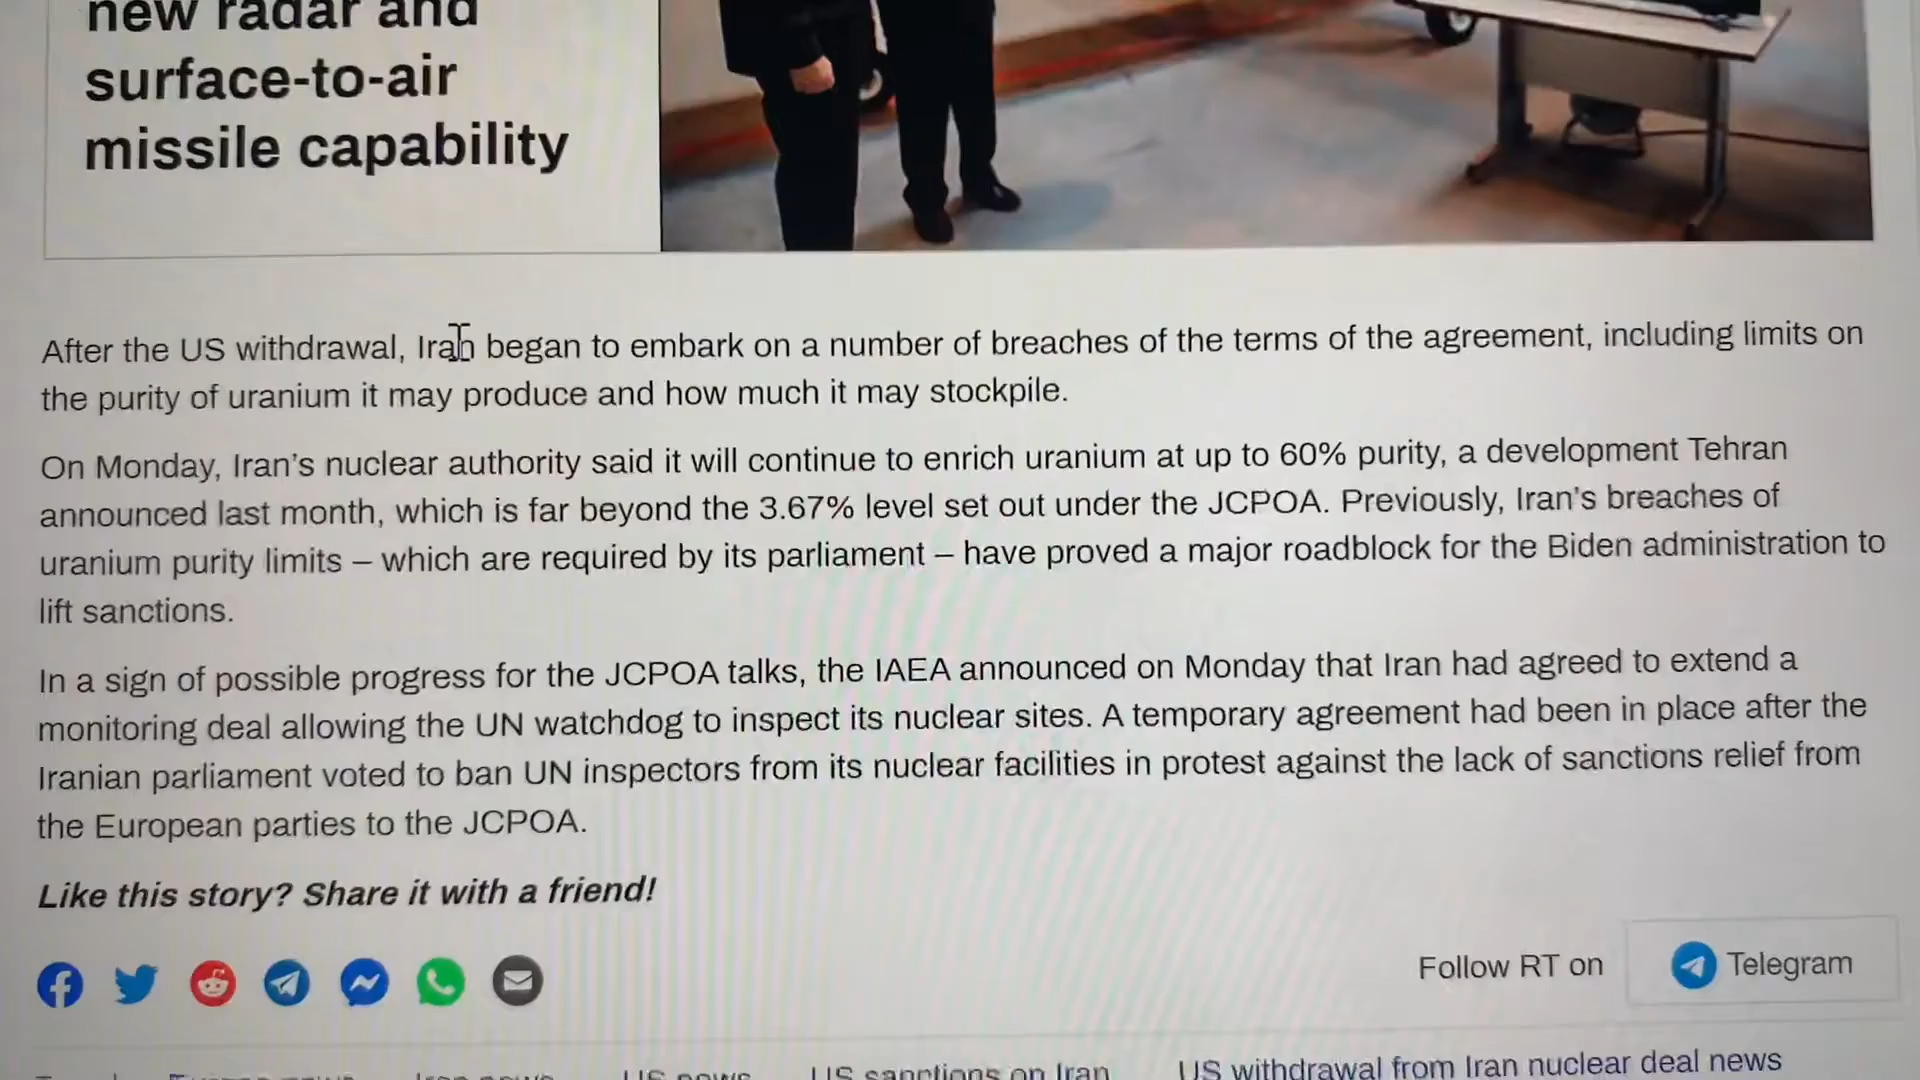 new radar and
surface-to-air
missile capability
After the US withdrawal, Iran began to embark on a number of breaches of the terms of the agreement, including limits on
the purity of uranium it may produce and how much it may stockpile.
On Monday, Iran's nuclear authority said it will continue to enrich uranium at up to 60% purity, a development Tehran
announced last month, which is far beyond the 3.67% level set out under the JCPOA. Previously, Iran's breaches of
uranium purity limits – which are required by its parliament – have proved a major roadblock for the Biden administration to
lift sanctions.
In a sign of possible progress for the JCPOA talks, the IAEA announced on Monday that Iran had agreed to extend a
monitoring deal allowing the UN watchdog to inspect its nuclear sites. A temporary agreement had been in place after the
Iranian parliament voted to ban UN inspectors from its nuclear facilities in protest against the lack of sanctions relief from
the European parties to the JCPOA.
Like this story? Share it with a friend!
Follow RT on Telegram
US news US sanctions on Iran US withdrawal from Iran nuclear deal news